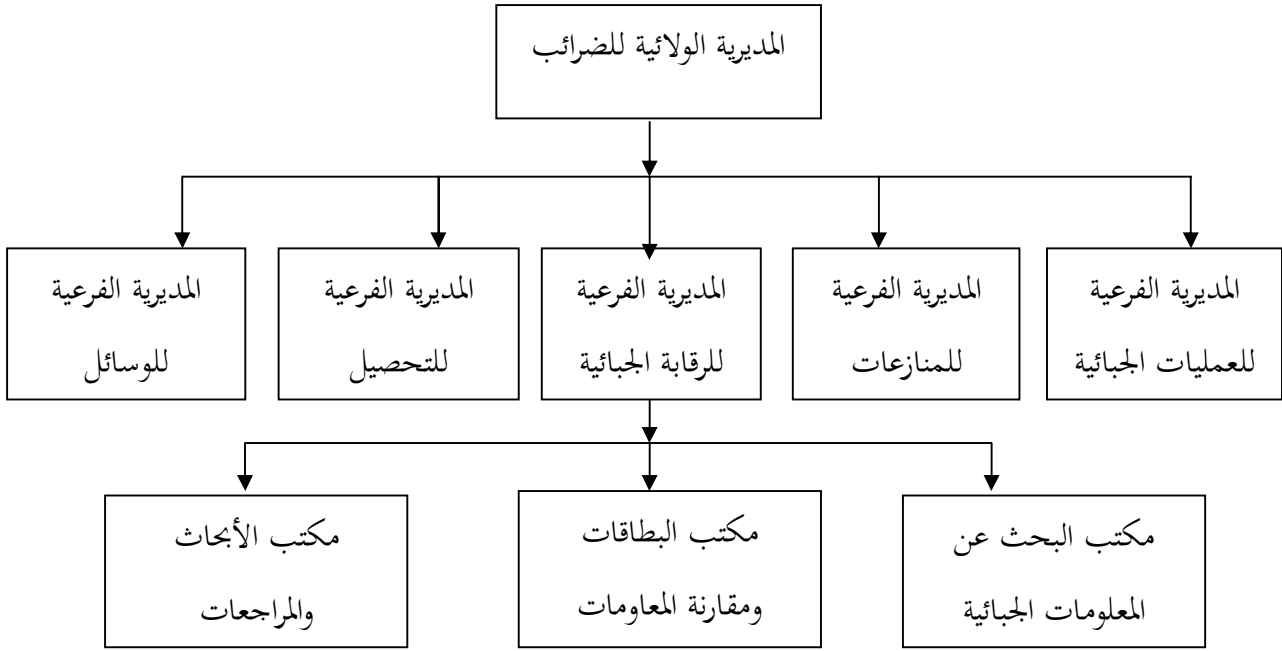 المديرية الولائية للضرائب
المديرية الفرعية
للعمليات الجبائية
المديرية الفرعية
للمنازعات
المديرية الفرعية
للرقابة الجبائية
المديرية الفرعية
للتحصيل
المديرية الفرعية
للوسائل
مكتب البحث عن
المعلومات الجبائية
مكتب البطاقات
ومقارنة المعاومات
مكتب الأبحاث
والمراجعات